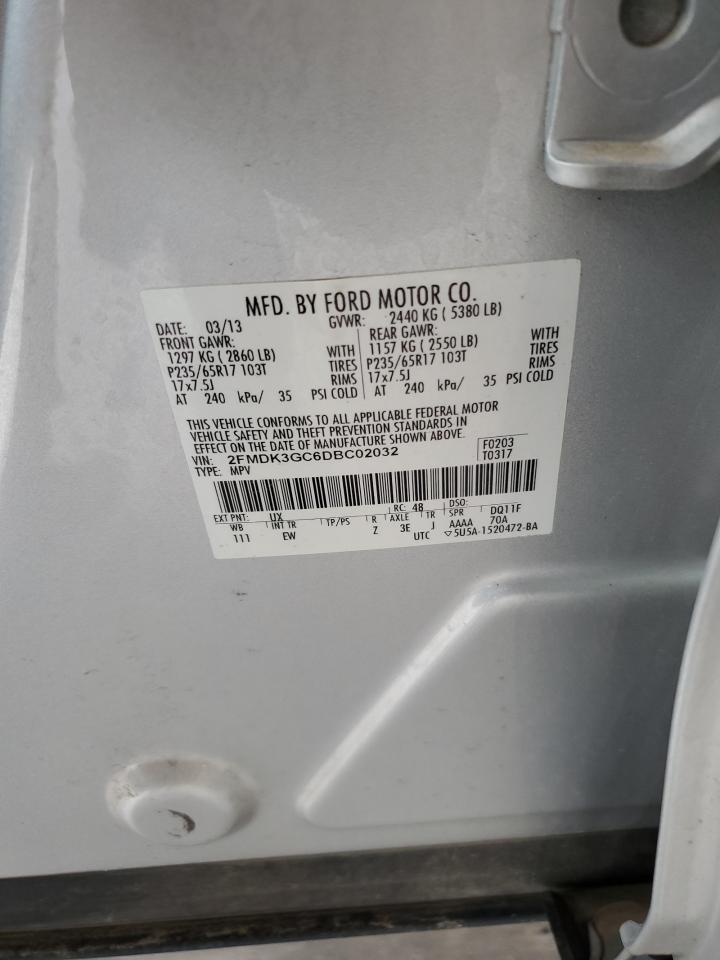 MFD. BY FORD MOTOR CO.
DATE: 03/13 GVWR: 2440 KG ( 5380 LB)
FRONT GAWR: REAR GAWR:
1297 KG ( 2860 LB) WITH 1157 KG ( 2550 LB) WITH
P235/65R17 103T TIRES P235/65R17 103T TIRES
17x7.5J RIMS 17x7.5J RIMS
AT 240 kPa/ 35 PSI COLD AT 240 kPa/ 35 PSI COLD
THIS VEHICLE CONFORMS TO ALL APPLICABLE FEDERAL MOTOR
VEHICLE SAFETY AND THEFT PREVENTION STANDARDS IN
EFFECT ON THE DATE OF MANUFACTURE SHOWN ABOVE.
VIN: 2FMDK3GC6DBC02032 F0203
TYPE: MPV T0317
EXT PNT: UX RC: 48 DSO:
WB INT TR TP/PS R AXLE TR SPR DQ11F
111 EW Z 3E J AAAA 70A
UTC ▽5U5A-1520472-BA